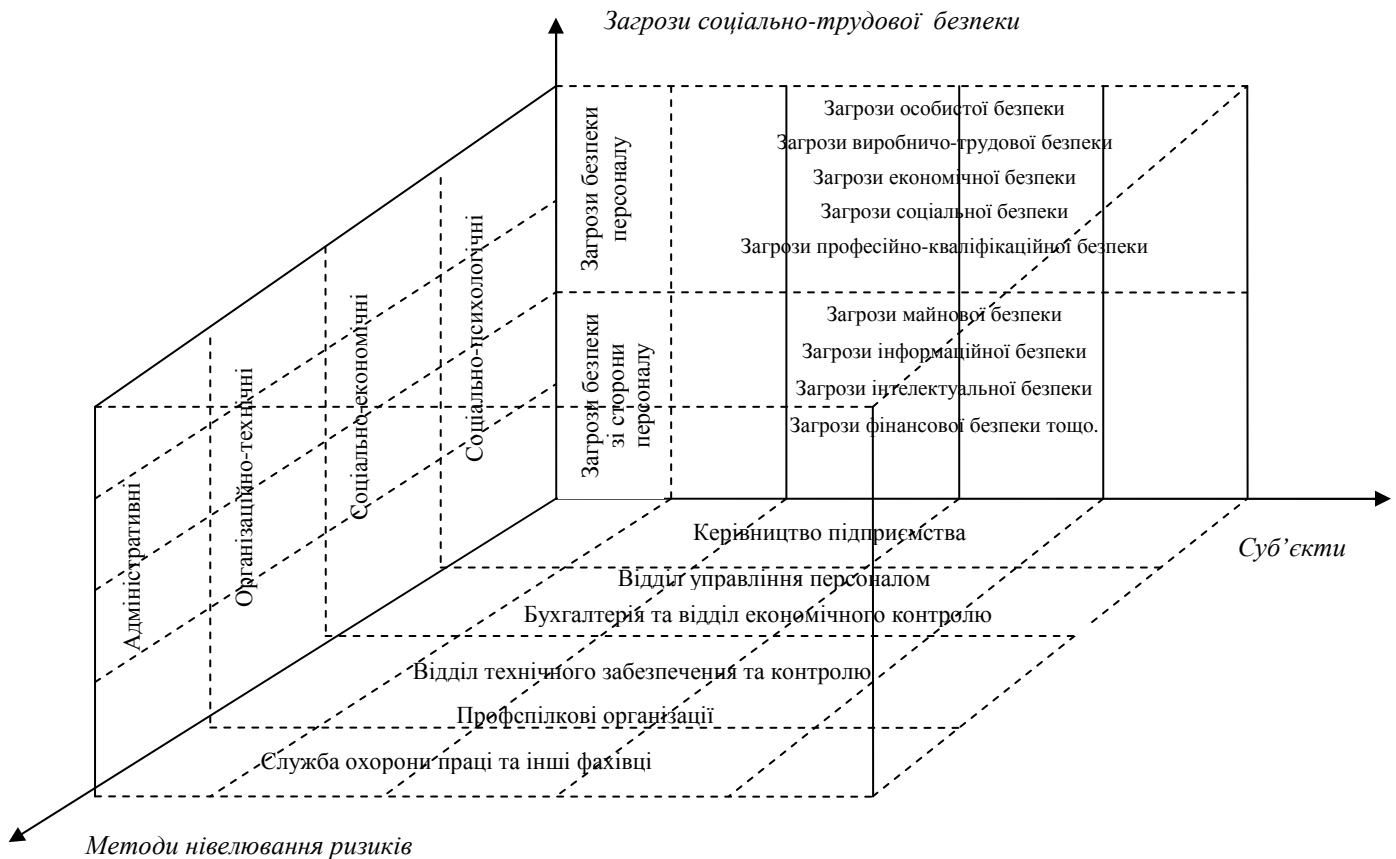 Загрози соціально-трудової безпеки
Загрози безпеки
персоналу
Загрози особистої безпеки
Загрози виробничо-трудової безпеки
Загрози економічної безпеки
Загрози соціальної безпеки
Загрози професійно-кваліфікаційної безпеки
Загрози безпеки
зі сторони
персоналу
Загрози майнової безпеки
Загрози інформаційної безпеки
Загрози інтелектуальної безпеки
Загрози фінансової безпеки тощо.
Адміністративні
Організаційно-технічні
Соціально-економічні
Соціально-психологічні
Суб’єкти
Керівництво підприємства
Відділ управління персоналом
Бухгалтерія та відділ економічного контролю
Відділ технічного забезпечення та контролю
Профспілкові організації
Служба охорони праці та інші фахівці
Методи нівелювання ризиків